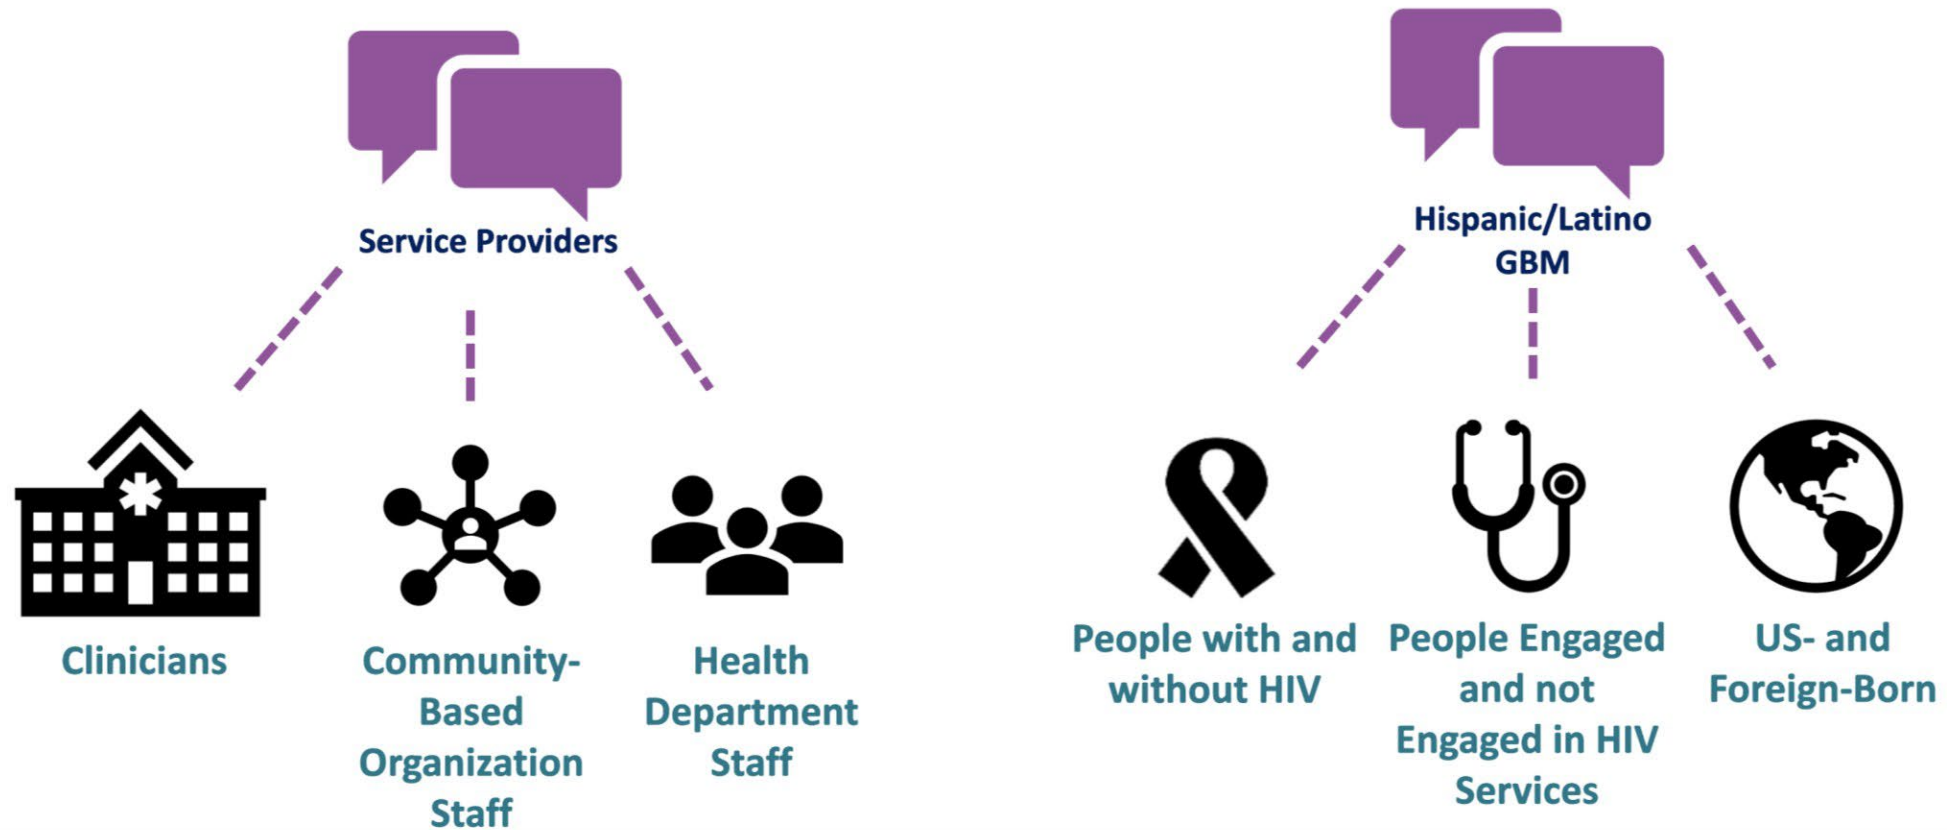 Service Providers
Clinicians
Community-
Based
Organization
Staff
Health
Department
Staff
Hispanic/Latino
GBM
People with and
without HIV
People Engaged
and not
Engaged in HIV
Services
US- and
Foreign-Born